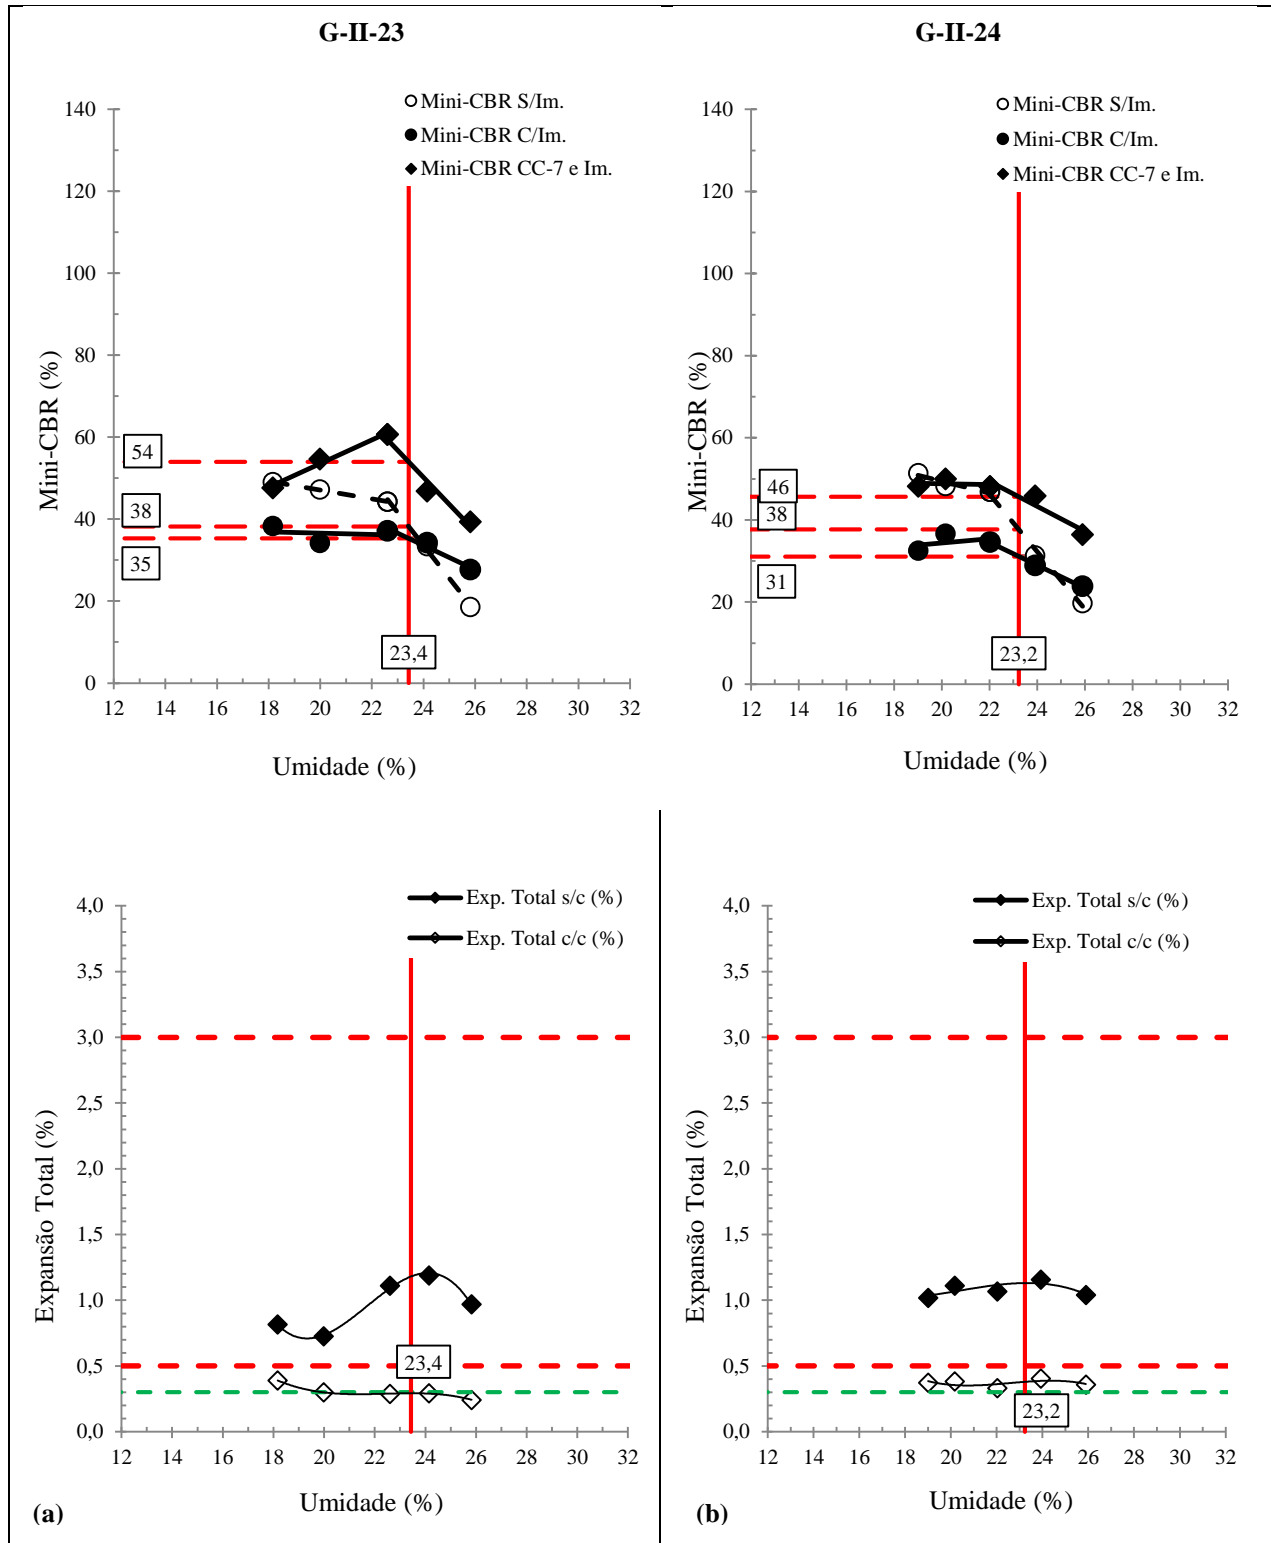 G-II-23
Mini-CBR S/Im.
Mini-CBR C/Im.
Mini-CBR CC-7 e Im.
140
120
100
80
60
40
20
0
54
38
35
23,4
12 14 16 18 20 22 24 26 28 30 32
Mini-CBR (%)
Umidade (%)
G-II-24
Mini-CBR S/Im.
Mini-CBR C/Im.
Mini-CBR CC-7 e Im.
140
120
100
80
60
40
20
0
46
38
31
23,2
12 14 16 18 20 22 24 26 28 30 32
Mini-CBR (%)
Umidade (%)
Exp. Total s/c (%)
Exp. Total c/c (%)
4,0
3,5
3,0
2,5
2,0
1,5
1,0
0,5
0,0
23,4
12 14 16 18 20 22 24 26 28 30 32
Expansão Total (%)
Umidade (%)
(a)
Exp. Total s/c (%)
Exp. Total c/c (%)
4,0
3,5
3,0
2,5
2,0
1,5
1,0
0,5
0,0
23,2
12 14 16 18 20 22 24 26 28 30 32
Expansão Total (%)
Umidade (%)
(b)